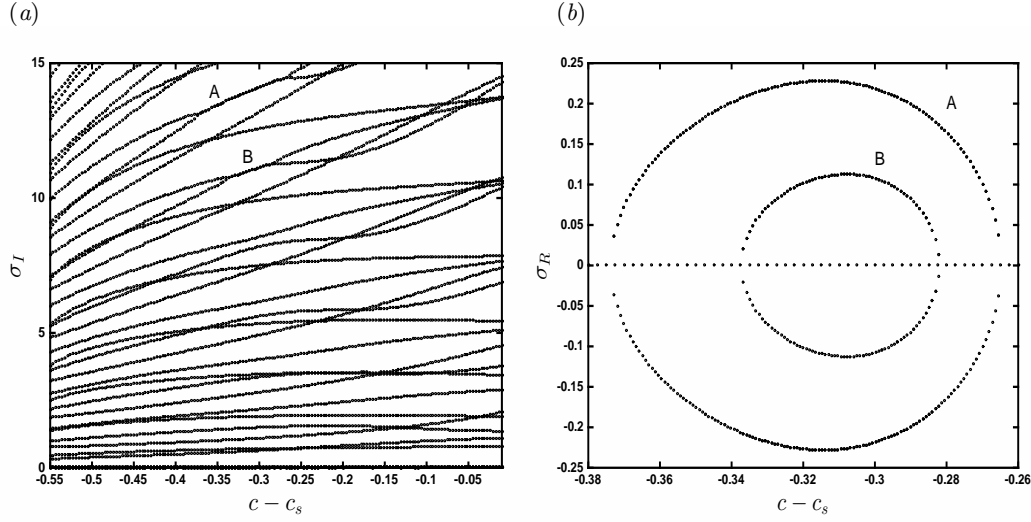 (a)
(b)
15
10
5
0
σ_I
A
B
-0.55 -0.5 -0.45 -0.4 -0.35 -0.3 -0.25 -0.2 -0.15 -0.1 -0.05
c − c_s
0.25
0.2
0.15
0.1
0.05
0
-0.05
-0.1
-0.15
-0.2
-0.25
σ_R
A
B
-0.38 -0.36 -0.34 -0.32 -0.3 -0.28 -0.26
c − c_s